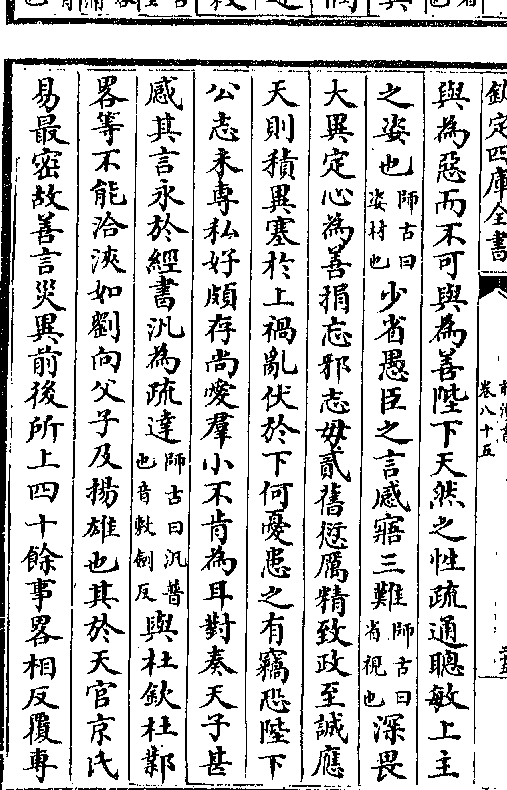 欽定四庫全書
卷八十五
與為惡而不可與為善陛下天然之性疏通聰敏上主
之姿也師古曰姿材也少省愚臣之言感寤三難師古曰省視也深畏
大異定心為善捐忘邪志毋貳舊愆厲精致政至誠應
天則積異塞於上禍亂伏於下何憂患之有竊恐陛下
公志未專私好頗存尚愛羣小不肯為耳對奏天子甚
感其言永於經書汎為疏達師古曰汎普也音敷劒反與杜欽杜鄴
畧等不能洽浹如劉向父子及揚雄也其於天官京氏
易最密故善言災異前後所上四十餘事畧相反覆專